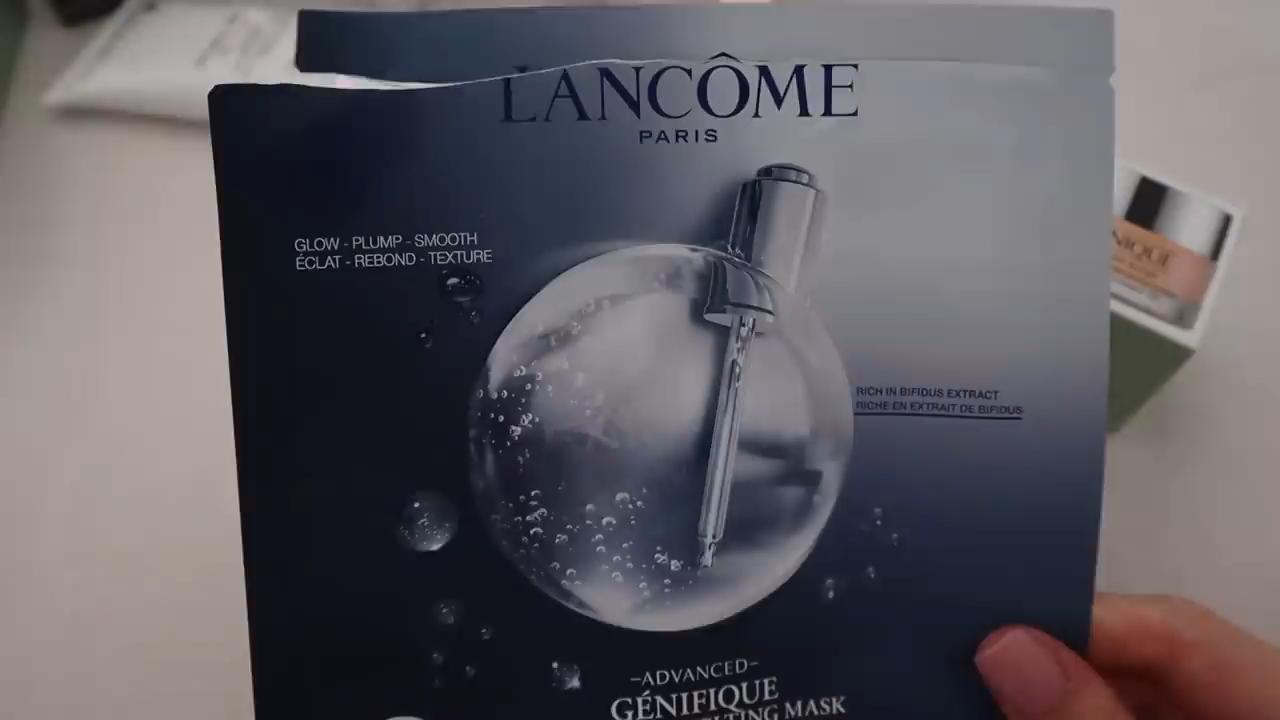 LANCÔME
PARIS
GLOW - PLUMP - SMOOTH
ÉCLAT - REBOND - TEXTURE
RICH IN BIFIDUS EXTRACT
RICHE EN EXTRAIT DE BIFIDUS
-ADVANCED-
GÉNIFIQUE
MASK